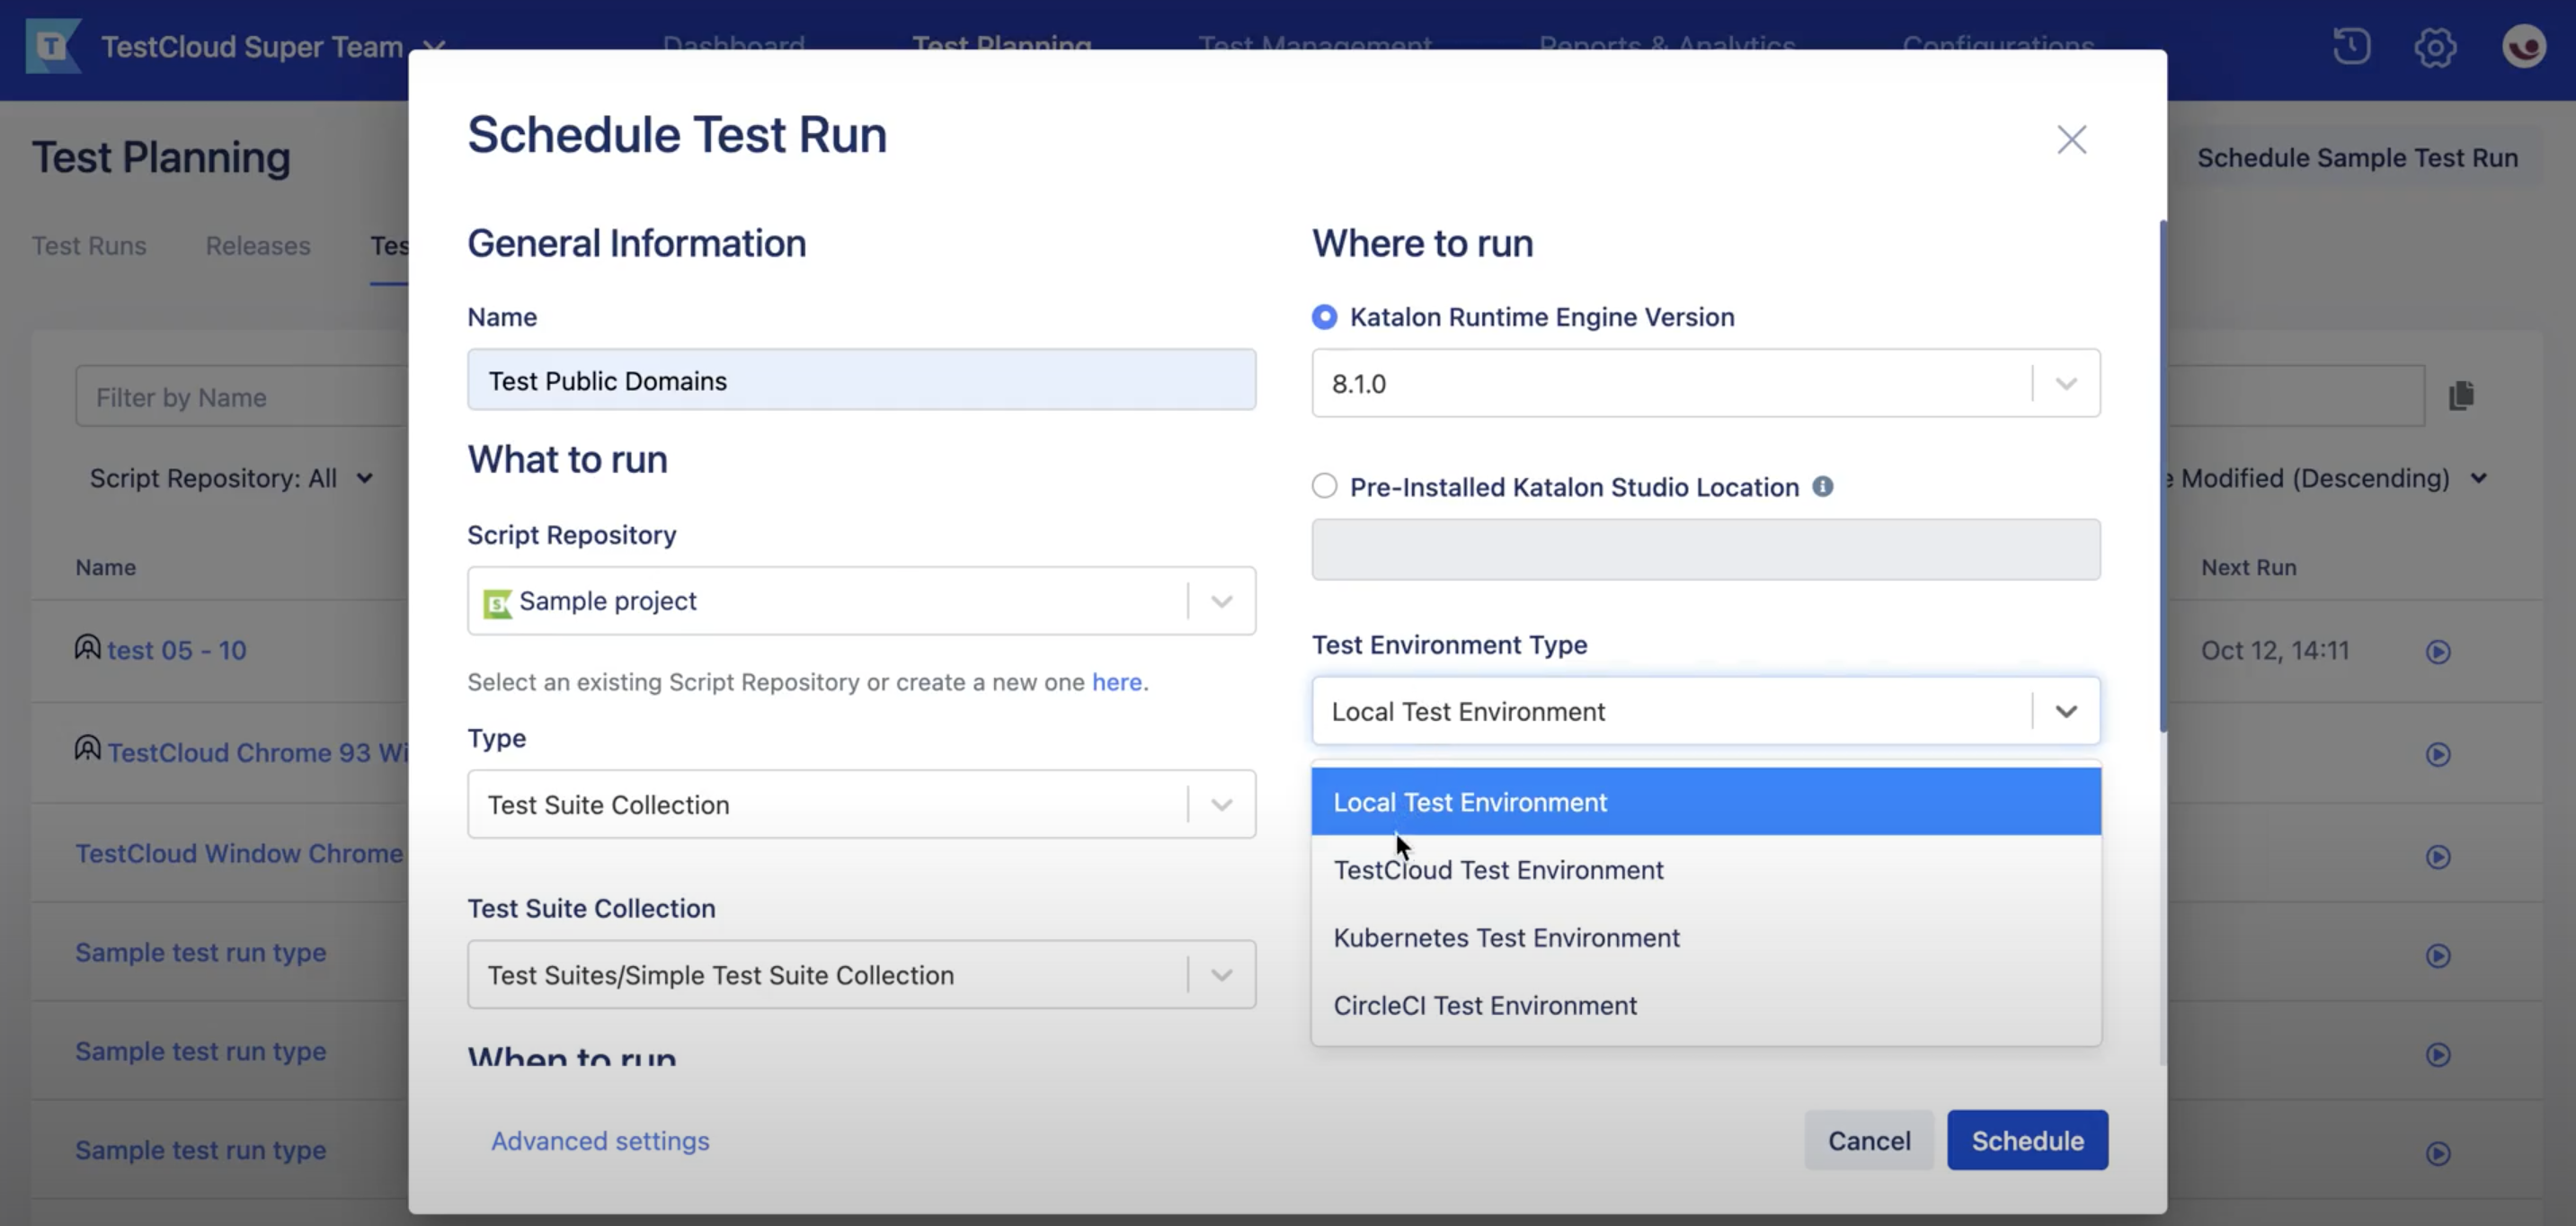 TestCloud Super Team
Dashboard
Test Planning
Test Management
Reports & Analytics
Configurations
Test Planning
Schedule Sample Test Run
Test Runs
Releases
Tes
Filter by Name
Script Repository: All
Modified (Descending)
Name
Next Run
test 05 - 10
Oct 12, 14:11
TestCloud Chrome 93 Wi
TestCloud Window Chrome
Sample test run type
Sample test run type
Sample test run type
Schedule Test Run
General Information
Name
Test Public Domains
What to run
Script Repository
Sample project
Select an existing Script Repository or create a new one here.
Type
Test Suite Collection
Test Suite Collection
Test Suites/Simple Test Suite Collection
When to run
Where to run
Katalon Runtime Engine Version
8.1.0
Pre-Installed Katalon Studio Location
Test Environment Type
Local Test Environment
Local Test Environment
TestCloud Test Environment
Kubernetes Test Environment
CircleCI Test Environment
Advanced settings
Cancel
Schedule